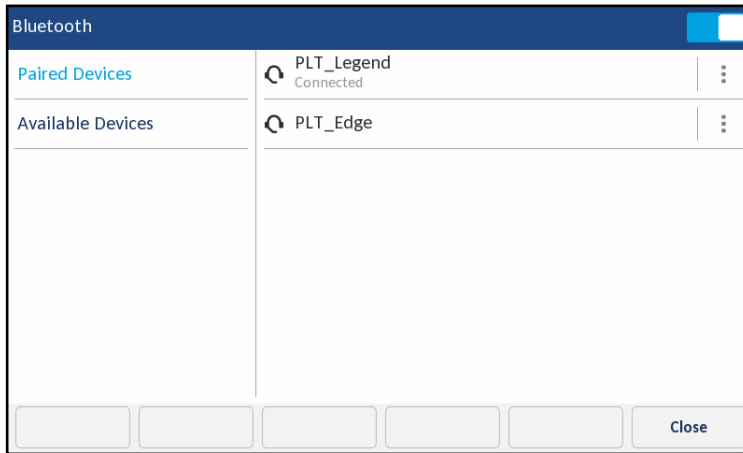 Bluetooth
Paired Devices
PLT_Legend
Connected
Available Devices
PLT_Edge
Close